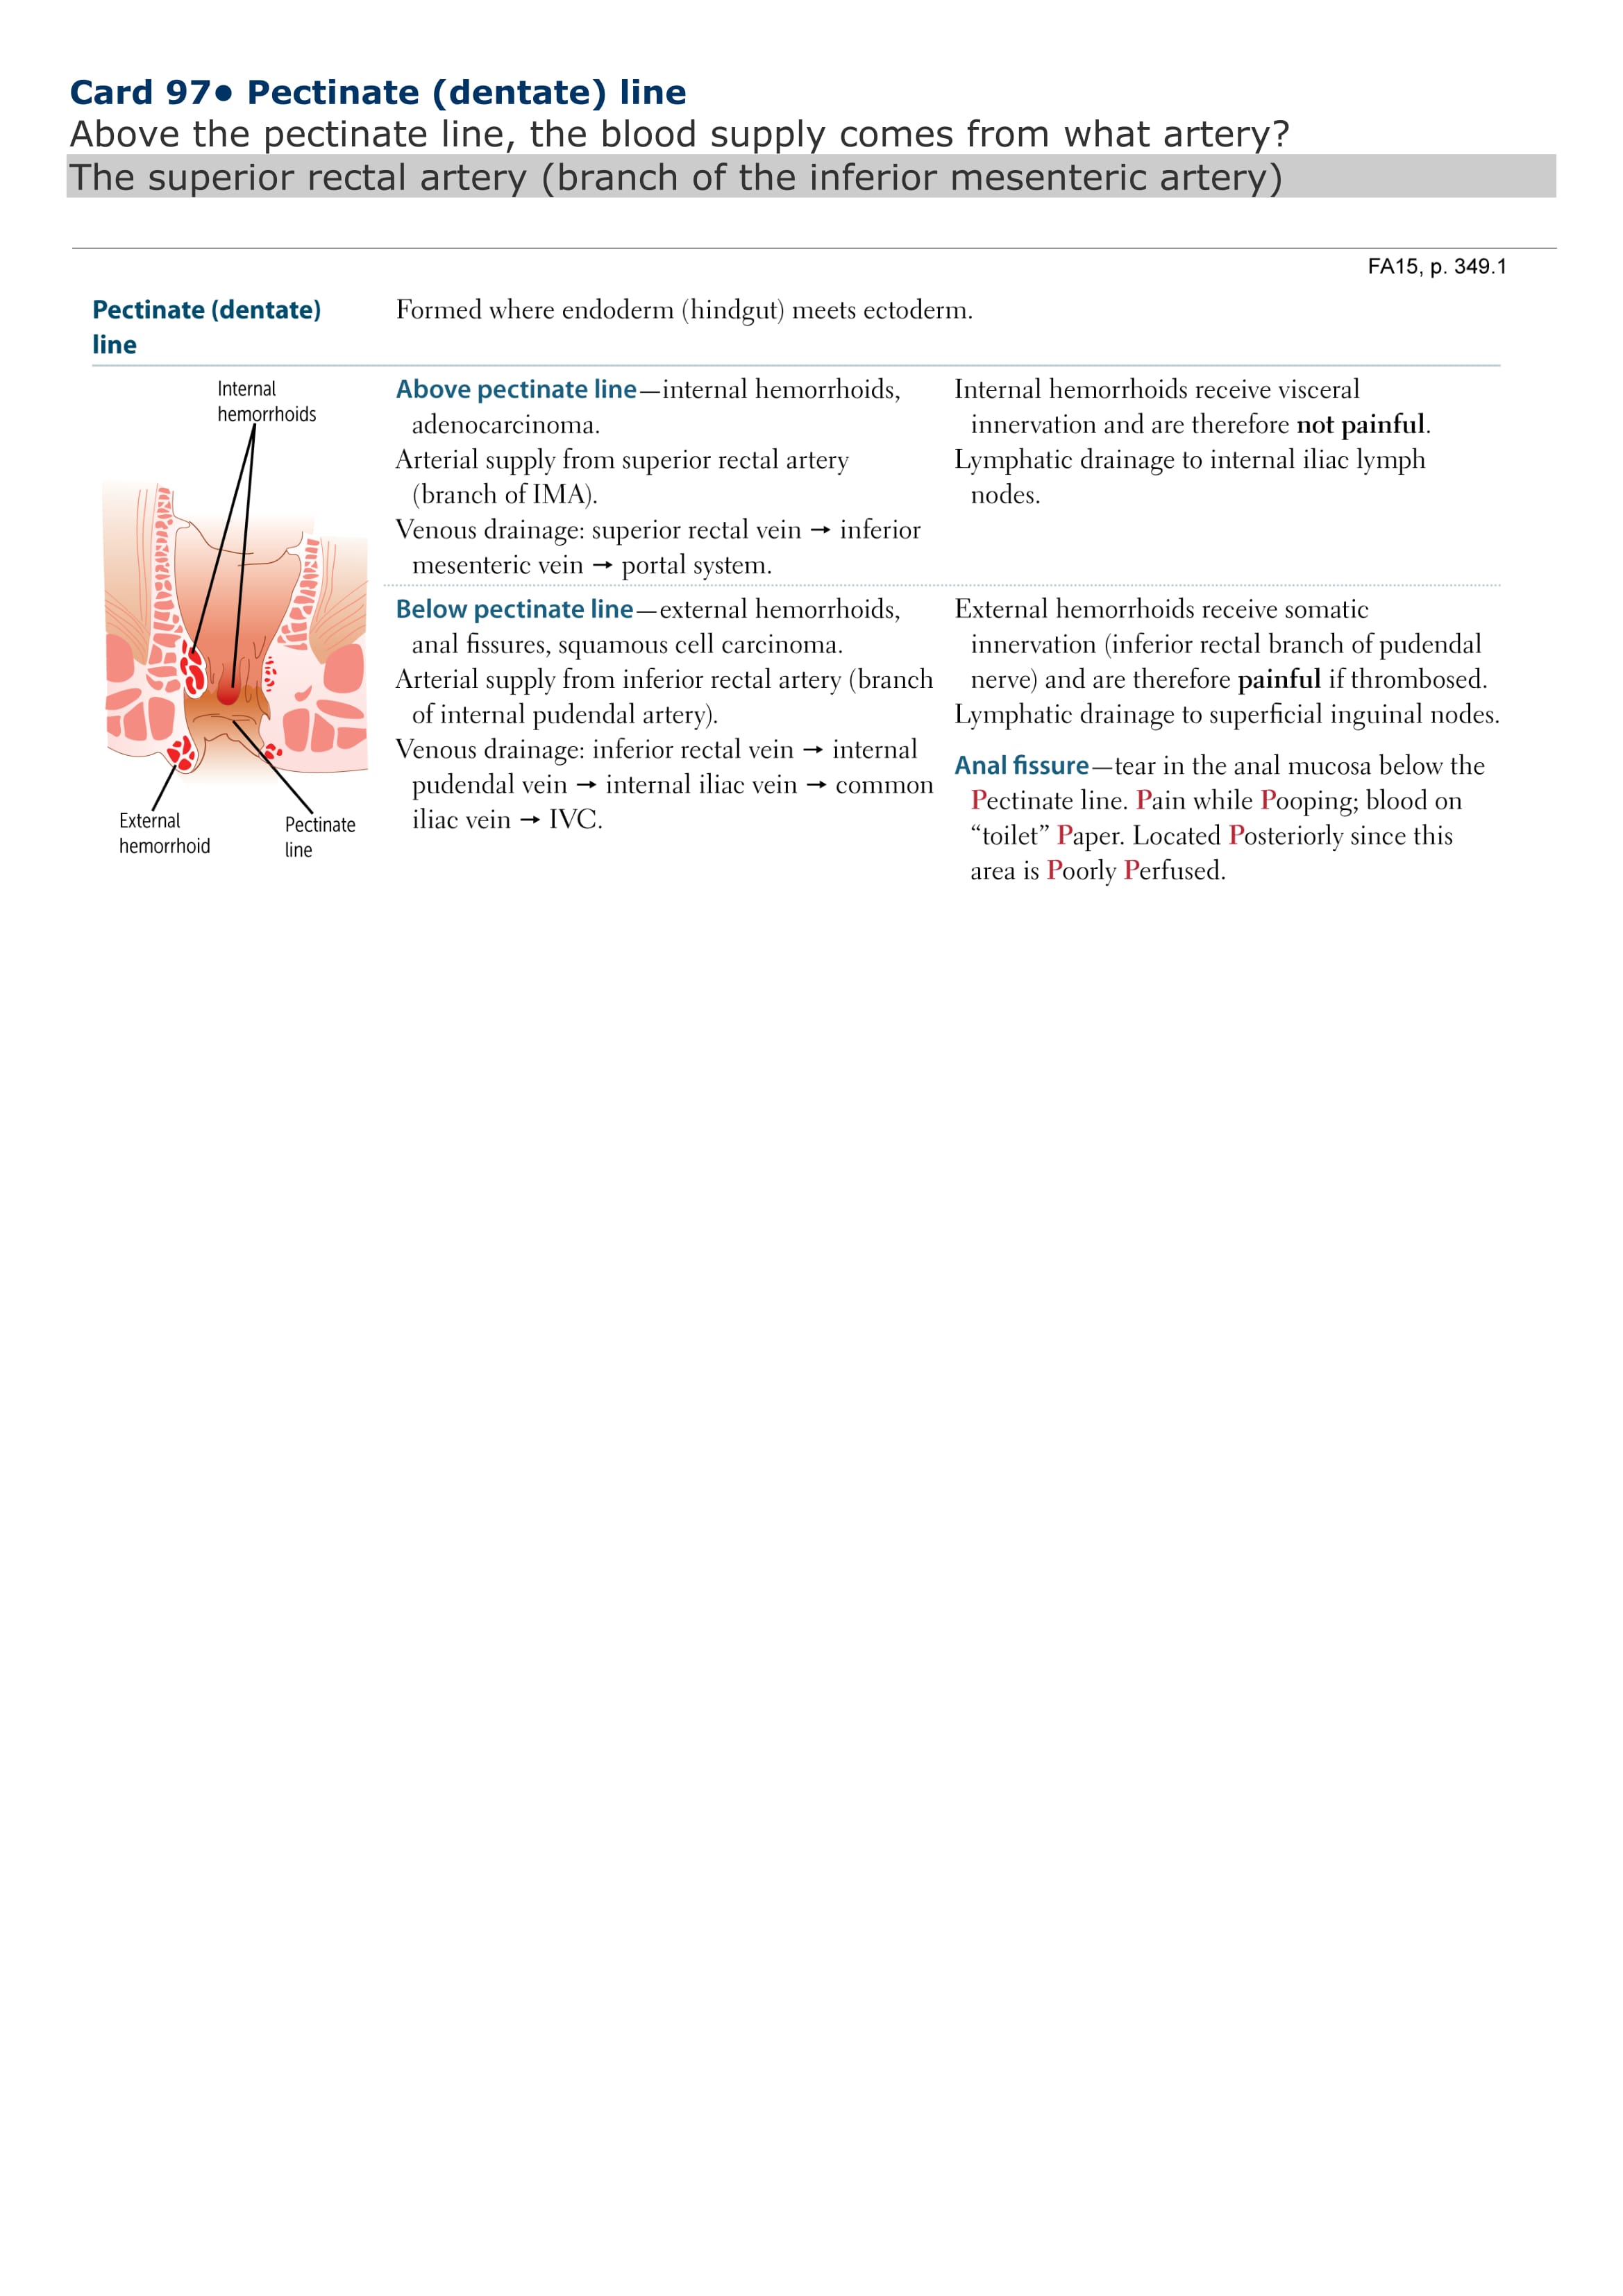 Card 97• Pectinate (dentate) line
Above the pectinate line, the blood supply comes from what artery?
The superior rectal artery (branch of the inferior mesenteric artery)
FA15, p. 349.1
Pectinate (dentate)
line
Formed where endoderm (hindgut) meets ectoderm.
Internal
hemorrhoids
External
hemorrhoid
Pectinate
line
Above pectinate line—internal hemorrhoids,
adenocarcinoma.
Arterial supply from superior rectal artery
(branch of IMA).
Venous drainage: superior rectal vein → inferior
mesenteric vein → portal system.
Internal hemorrhoids receive visceral
innervation and are therefore not painful.
Lymphatic drainage to internal iliac lymph
nodes.
Below pectinate line—external hemorrhoids,
anal fissures, squamous cell carcinoma.
Arterial supply from inferior rectal artery (branch
of internal pudendal artery).
Venous drainage: inferior rectal vein → internal
pudendal vein → internal iliac vein → common
iliac vein → IVC.
External hemorrhoids receive somatic
innervation (inferior rectal branch of pudendal
nerve) and are therefore painful if thrombosed.
Lymphatic drainage to superficial inguinal nodes.
Anal fissure—tear in the anal mucosa below the
Pectinate line. Pain while Pooping; blood on
“toilet” Paper. Located Posteriorly since this
area is Poorly Perfused.